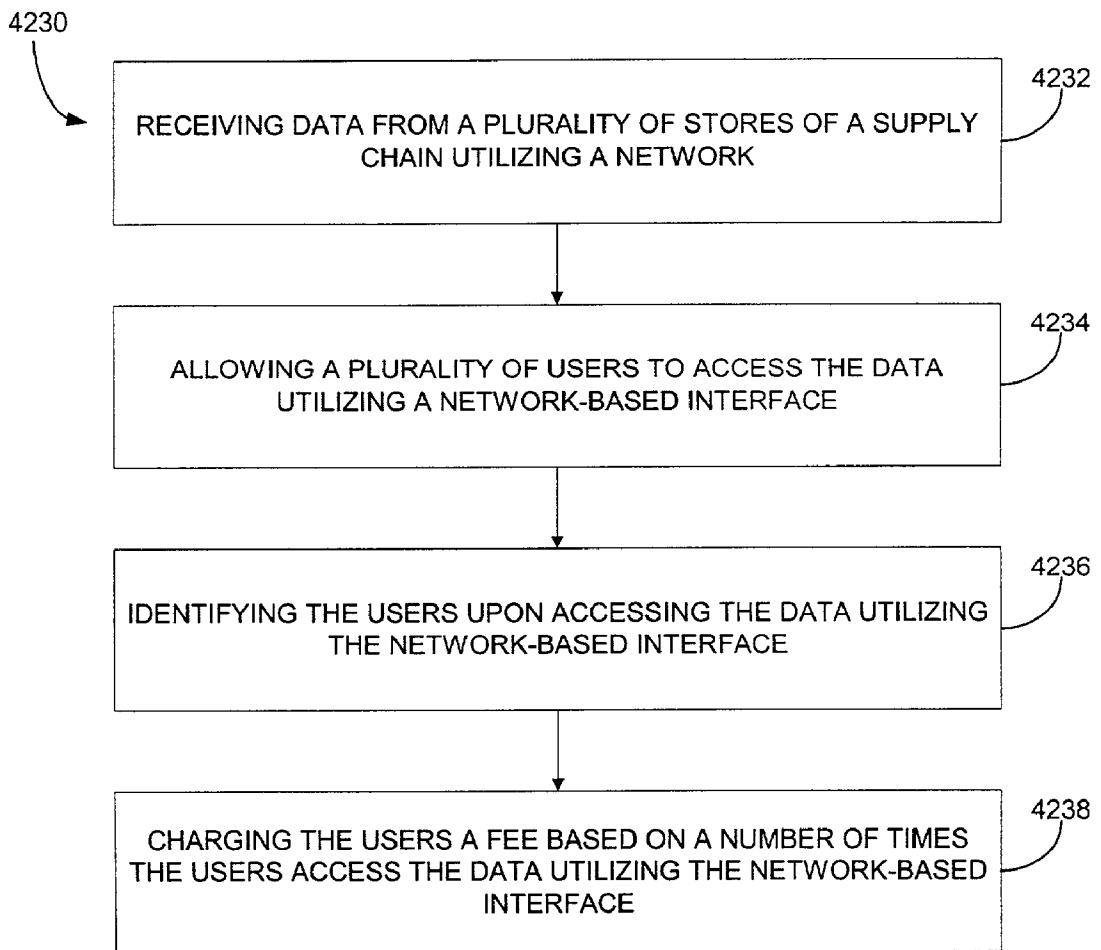 4230
4232
RECEIVING DATA FROM A PLURALITY OF STORES OF A SUPPLY
CHAIN UTILIZING A NETWORK
4234
ALLOWING A PLURALITY OF USERS TO ACCESS THE DATA
UTILIZING A NETWORK-BASED INTERFACE
4236
IDENTIFYING THE USERS UPON ACCESSING THE DATA UTILIZING
THE NETWORK-BASED INTERFACE
4238
CHARGING THE USERS A FEE BASED ON A NUMBER OF TIMES
THE USERS ACCESS THE DATA UTILIZING THE NETWORK-BASED
INTERFACE